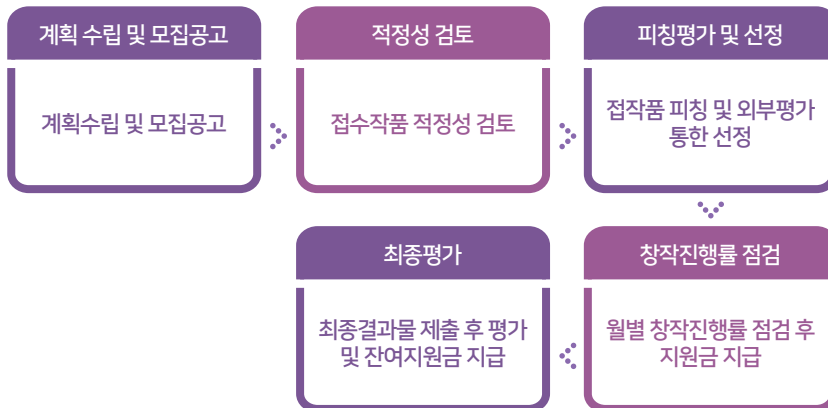 계획 수립 및 모집공고
계획수립 및 모집공고
적정성 검토
접수작품 적정성 검토
피칭평가 및 선정
접작품 피칭 및 외부평가
통한 선정
창작진행률 점검
월별 창작진행률 점검 후
지원금 지급
최종평가
최종결과물 제출 후 평가
및 잔여지원금 지급